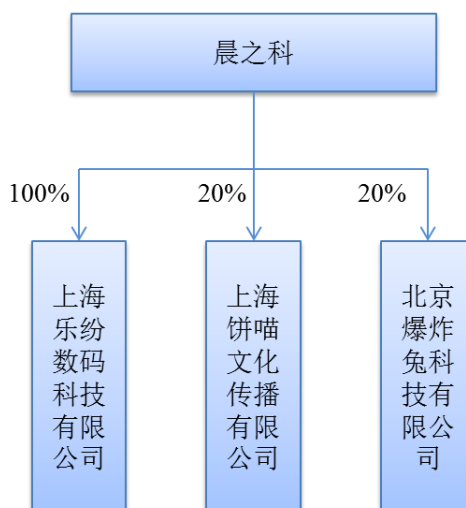 晨之科
100%
20%
20%
上海
乐纷
数码
科技
有限
公司
上海
饼喵
文化
传播
有限
公司
北京
爆炸
兔科
技有
限公
司